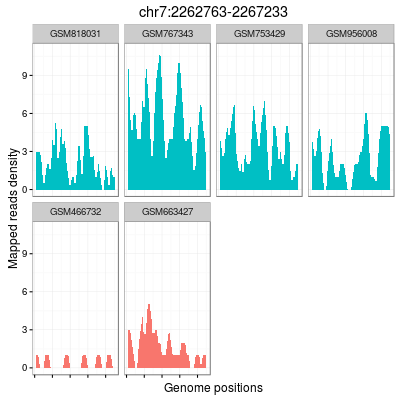 chr7:2262763-2267233
GSM818031 GSM767343 GSM753429 GSM956008
9
6
3
0
GSM466732 GSM663427
9
6
3
0
Mapped reads density
Genome positions